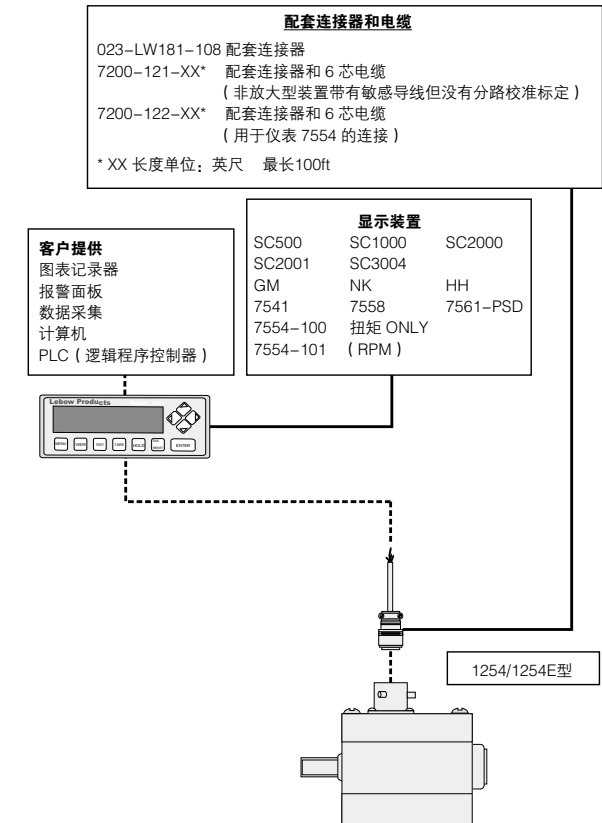 配套连接器和电缆
023-LW181-108 配套连接器
7200-121-XX* 配套连接器和 6 芯电缆
（非放大型装置带有敏感导线但没有分路校准标定）
7200-122-XX* 配套连接器和 6 芯电缆
（用于仪表 7554 的连接）
* XX 长度单位：英尺 最长100ft
客户提供
图表记录器
报警面板
数据采集
计算机
PLC（逻辑程序控制器）
显示装置
SC500 SC1000 SC2000
SC2001 SC3004
GM NK HH
7541 7558 7561-PSD
7554-100 扭矩 ONLY
7554-101 （RPM）
Lebow Products
MENU VIEW TEST TARE HOLD ENTER
1254/1254E型